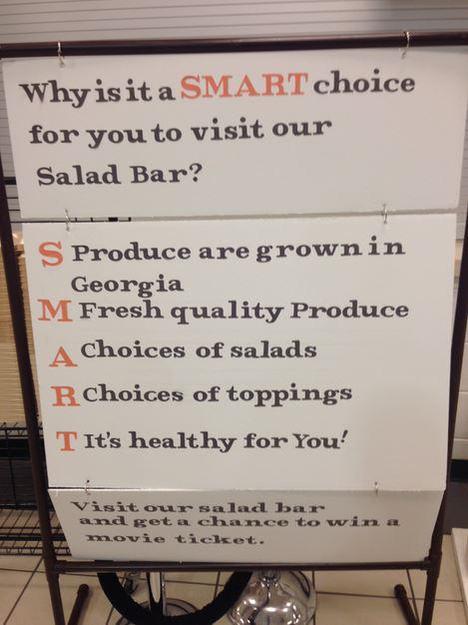 Why is it a SMART choice
for you to visit our
Salad Bar?
S Produce are grown in
Georgia
M Fresh quality Produce
A Choices of salads
R Choices of toppings
T It's healthy for You!
Visit our salad bar
and get a chance to win a
movie ticket.